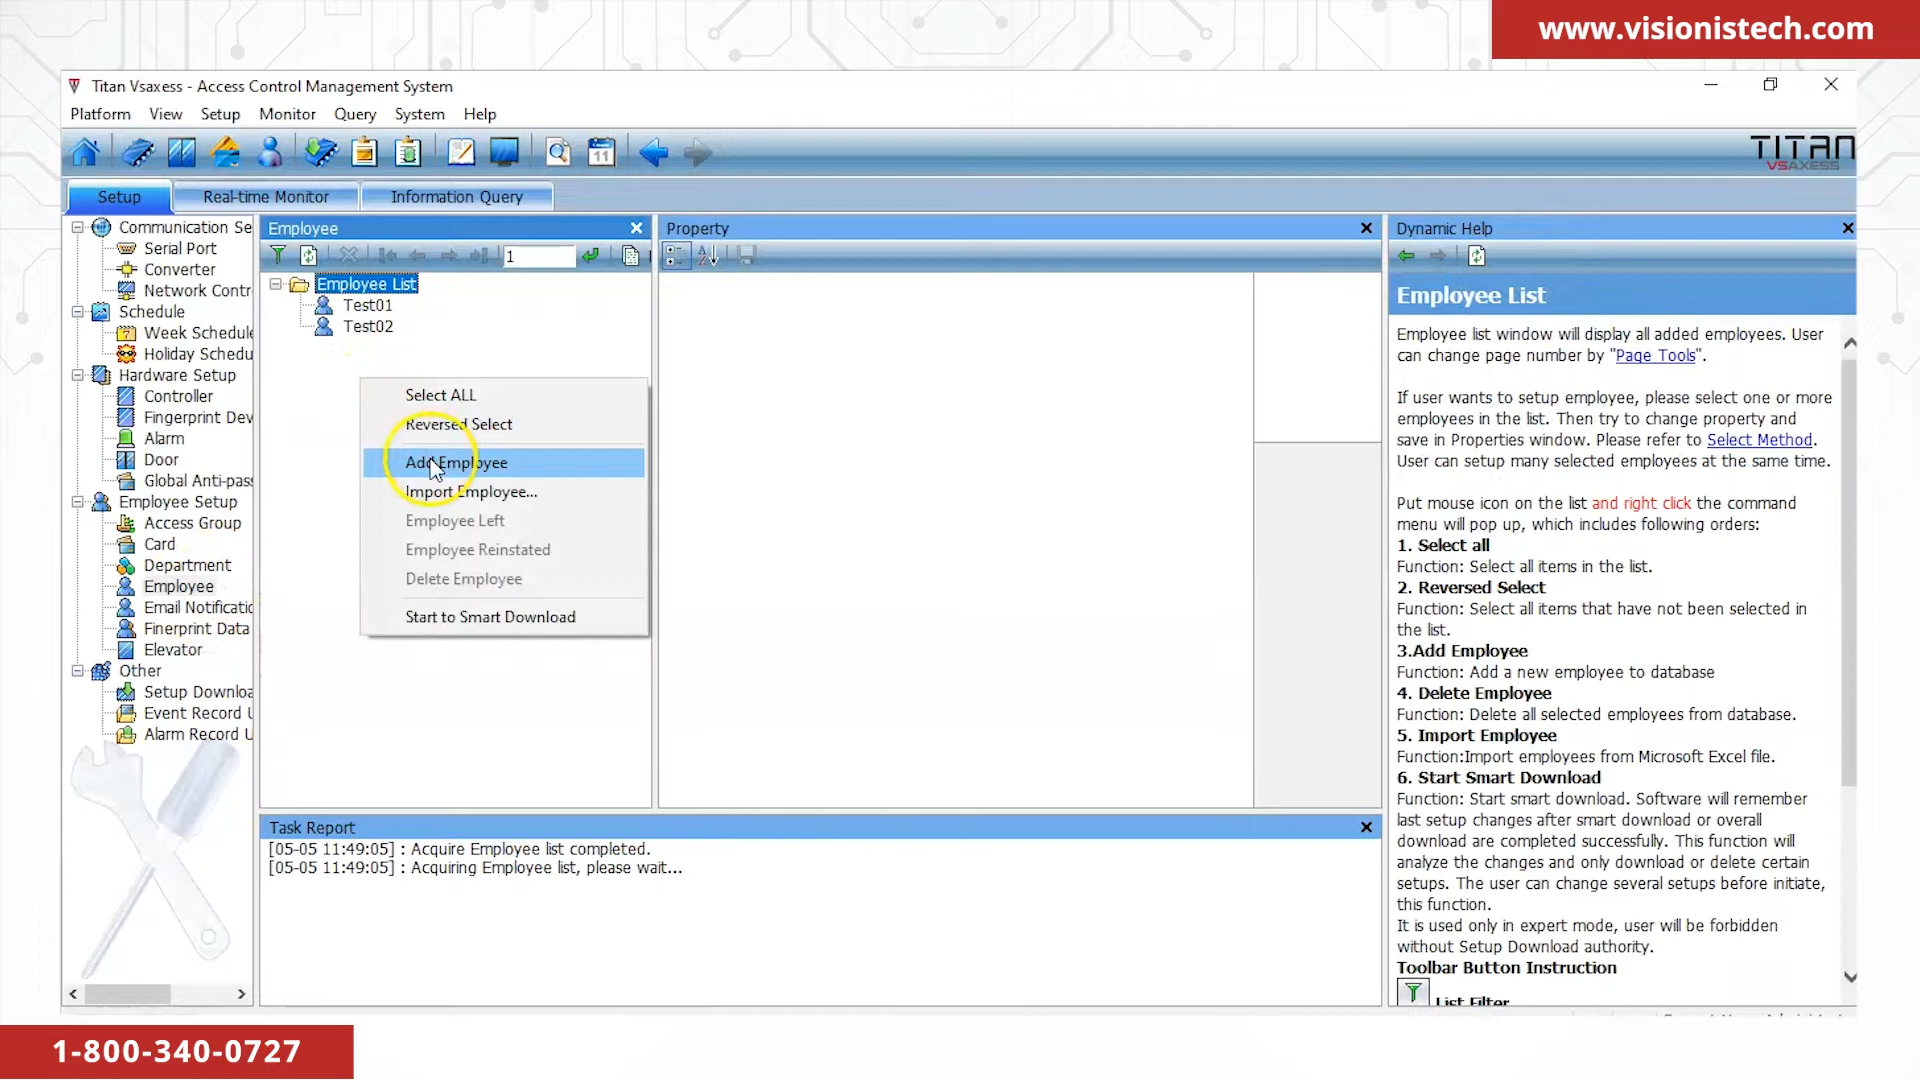 www.visionistech.com
Titan Vsaxess - Access Control Management System
Platform View Setup Monitor Query System Help
11
TITAN
VSAXESS
Setup Real-time Monitor Information Query
Communication Se
Serial Port
Converter
Network Contr
Schedule
Week Schedule
Holiday Schedu
Hardware Setup
Controller
Fingerprint Dev
Alarm
Door
Global Anti-pass
Employee Setup
Access Group
Card
Department
Employee
Email Notificatio
Finerprint Data
Elevator
Other
Setup Downloa
Event Record U
Alarm Record U
Employee
1
Employee List
Test01
Test02
Select ALL
Reversed Select
Add Employee
Import Employee...
Employee Left
Employee Reinstated
Delete Employee
Start to Smart Download
Property
Task Report
[05-05 11:49:05] : Acquire Employee list completed.
[05-05 11:49:05] : Acquiring Employee list, please wait...
Dynamic Help
Employee List
Employee list window will display all added employees. User
can change page number by "Page Tools".
If user wants to setup employee, please select one or more
employees in the list. Then try to change property and
save in Properties window. Please refer to Select Method.
User can setup many selected employees at the same time.
Put mouse icon on the list and right click the command
menu will pop up, which includes following orders:
1. Select all
Function: Select all items in the list.
2. Reversed Select
Function: Select all items that have not been selected in
the list.
3.Add Employee
Function: Add a new employee to database
4. Delete Employee
Function: Delete all selected employees from database.
5. Import Employee
Function:Import employees from Microsoft Excel file.
6. Start Smart Download
Function: Start smart download. Software will remember
last setup changes after smart download or overall
download are completed successfully. This function will
analyze the changes and only download or delete certain
setups. The user can change several setups before initiate,
this function.
It is used only in expert mode, user will be forbidden
without Setup Download authority.
Toolbar Button Instruction
List Filter
1-800-340-0727